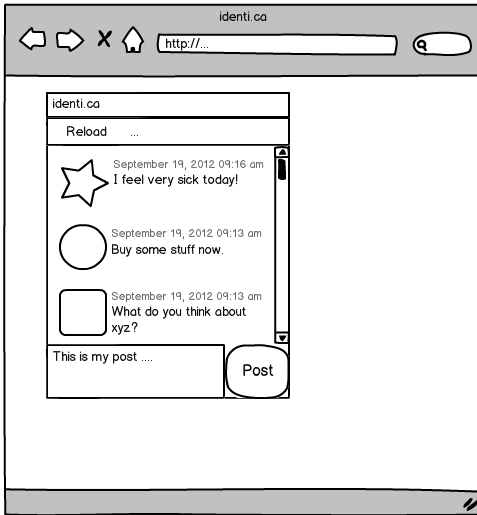 identi.ca
http://...
identi.ca
Reload ...
September 19, 2012 09:16 am
I feel very sick today!
September 19, 2012 09:13 am
Buy some stuff now.
September 19, 2012 09:13 am
What do you think about
xyz?
This is my post ....
Post